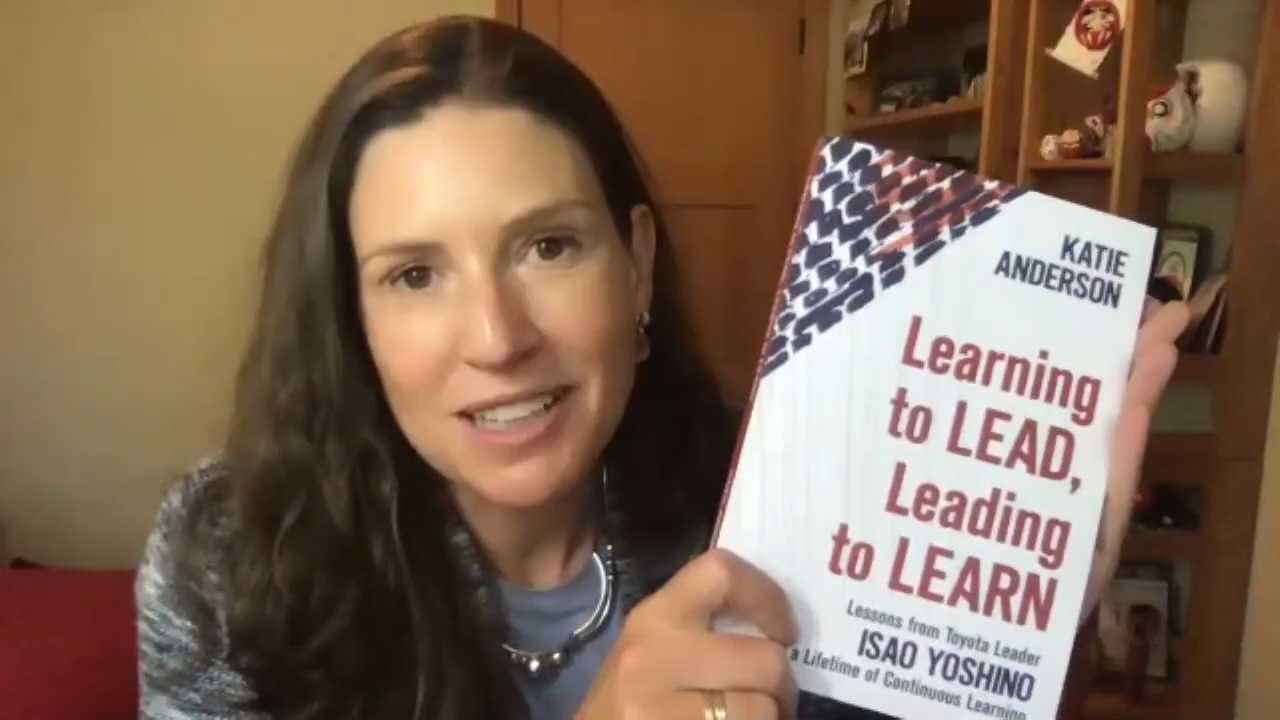 KATIE
ANDERSON
Learning
to LEAD,
Leading
to LEARN
Lessons from Toyota Leader
ISAO YOSHINO
a Lifetime of Continuous Learning